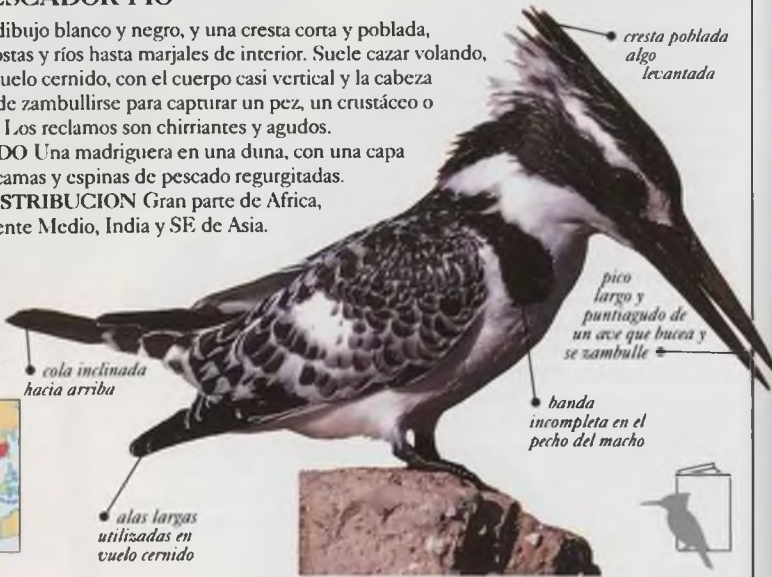 dibujo blanco y negro, y una cresta corta y poblada,
ostas y ríos hasta marjales de interior. Suele cazar volando,
uelo cernido, con el cuerpo casi vertical y la cabeza
de zambullirse para capturar un pez, un crustáceo o
Los reclamos son chirriantes y agudos.
DO Una madriguera en una duna, con una capa
camas y espinas de pescado regurgitadas.
STRIBUCION Gran parte de Africa,
ente Medio, India y SE de Asia.
cresta poblada
algo
levantada
pico
largo y
puntiagudo de
un ave que bucea y
se zambulle
cola inclinada
hacia arriba
banda
incompleta en el
pecho del macho
alas largas
utilizadas en
vuelo cernido